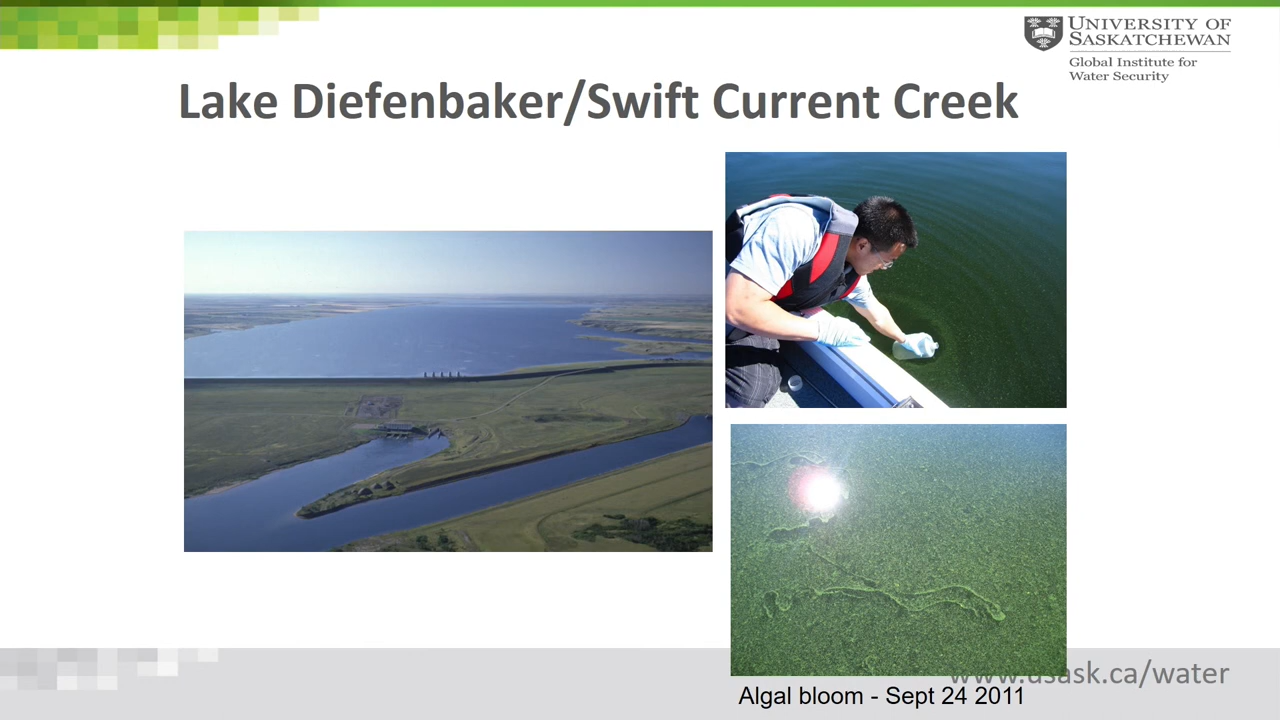 UNIVERSITY OF
SASKATCHEWAN
Global Institute for
Water Security
Lake Diefenbaker/Swift Current Creek
www.usask.ca/water
Algal bloom - Sept 24 2011